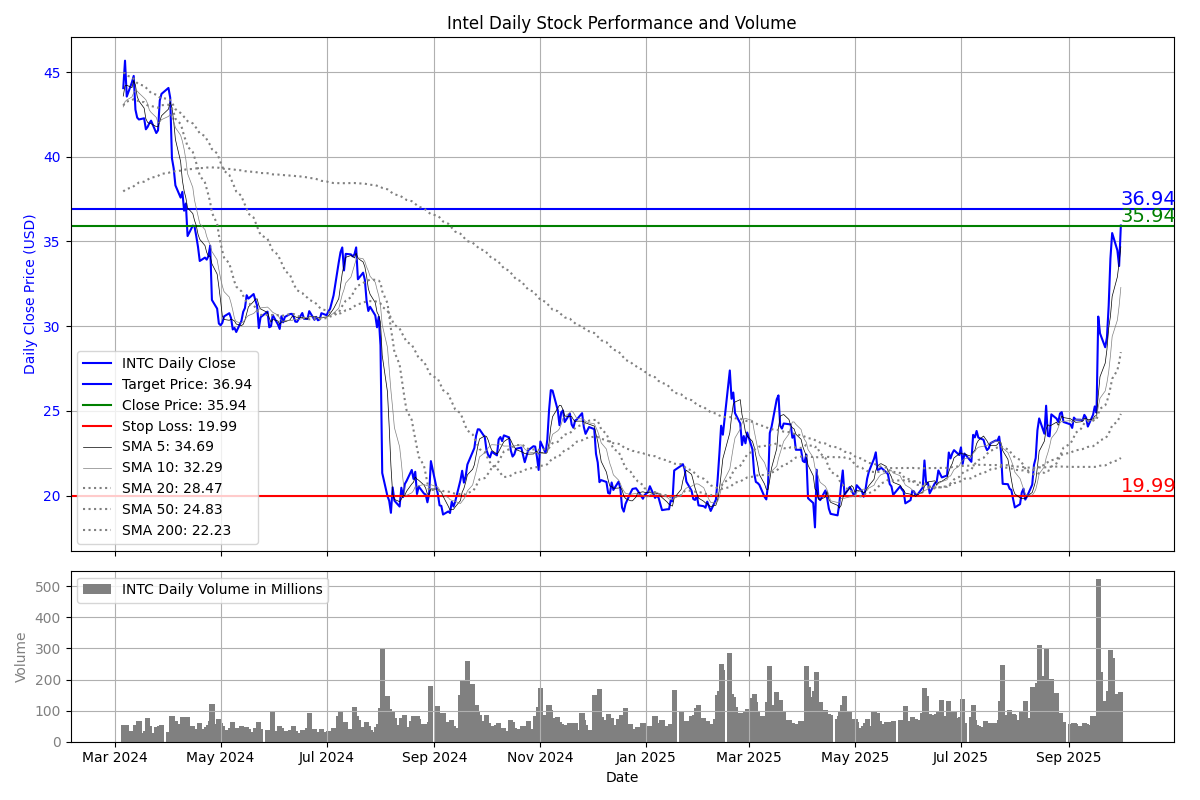 Intel Daily Stock Performance and Volume
Daily Close Price (USD)
45
40
35
30
25
20
36.94
35.94
19.99
INTC Daily Close
Target Price: 36.94
Close Price: 35.94
Stop Loss: 19.99
SMA 5: 34.69
SMA 10: 32.29
SMA 20: 28.47
SMA 50: 24.83
SMA 200: 22.23
Volume
500
400
300
200
100
0
INTC Daily Volume in Millions
Mar 2024 May 2024 Jul 2024 Sep 2024 Nov 2024 Jan 2025 Mar 2025 May 2025 Jul 2025 Sep 2025
Date